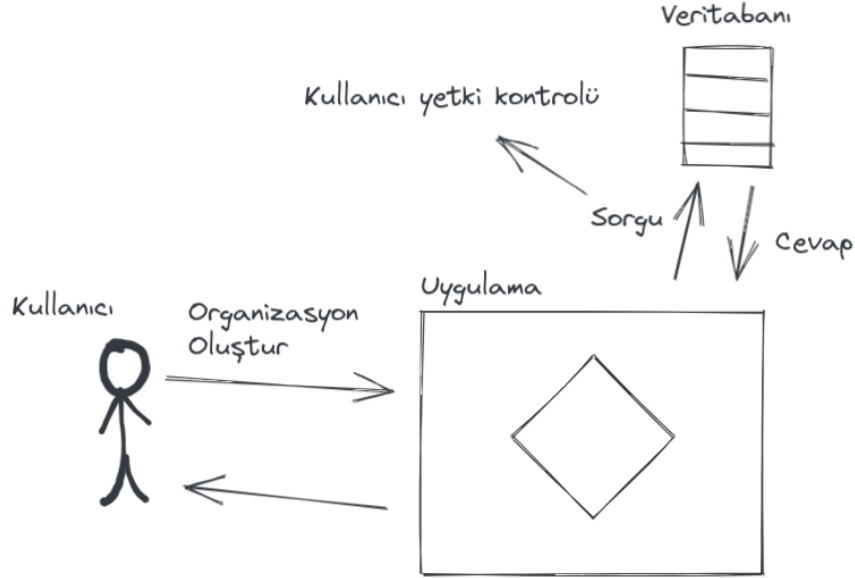 Veritabanı
Kullanıcı yetki kontrolü
Sorgu
Cevap
Uygulama
Kullanıcı
Organizasyon
Oluştur